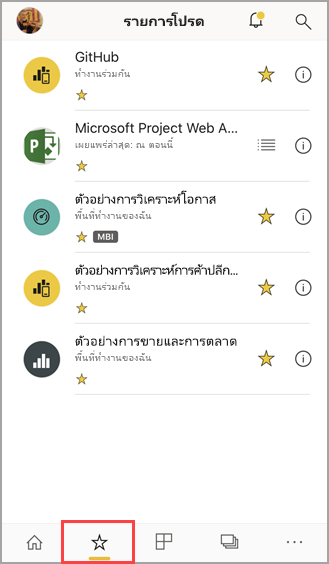 รายการโปรด
GitHub
ทำงานร่วมกัน
Microsoft Project Web A...
เผยแพร่ล่าสุด: ณ ตอนนี้
ตัวอย่างการวิเคราะห์โอกาส
พื้นที่ทำงานของฉัน
MBI
ตัวอย่างการวิเคราะห์การค้าปลีก...
ทำงานร่วมกัน
ตัวอย่างการขายและการตลาด
พื้นที่ทำงานของฉัน